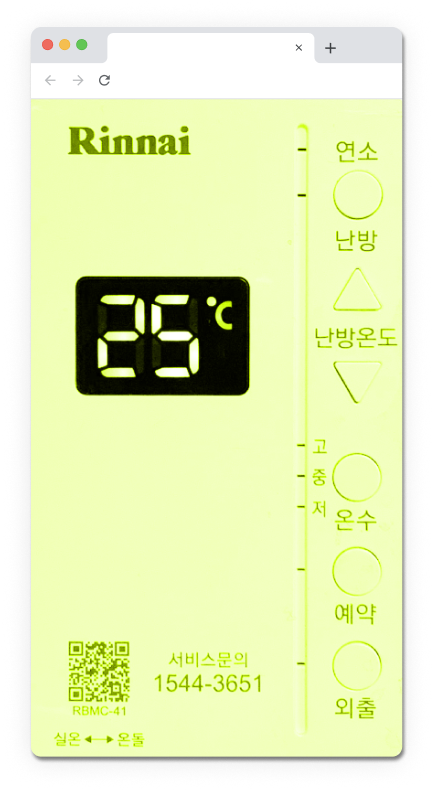 Rinnai
연소
난방
25°C
난방온도
고
중
저
온수
예약
서비스문의
1544-3651
외출
RBMC-41
실온 ↔ 온돌